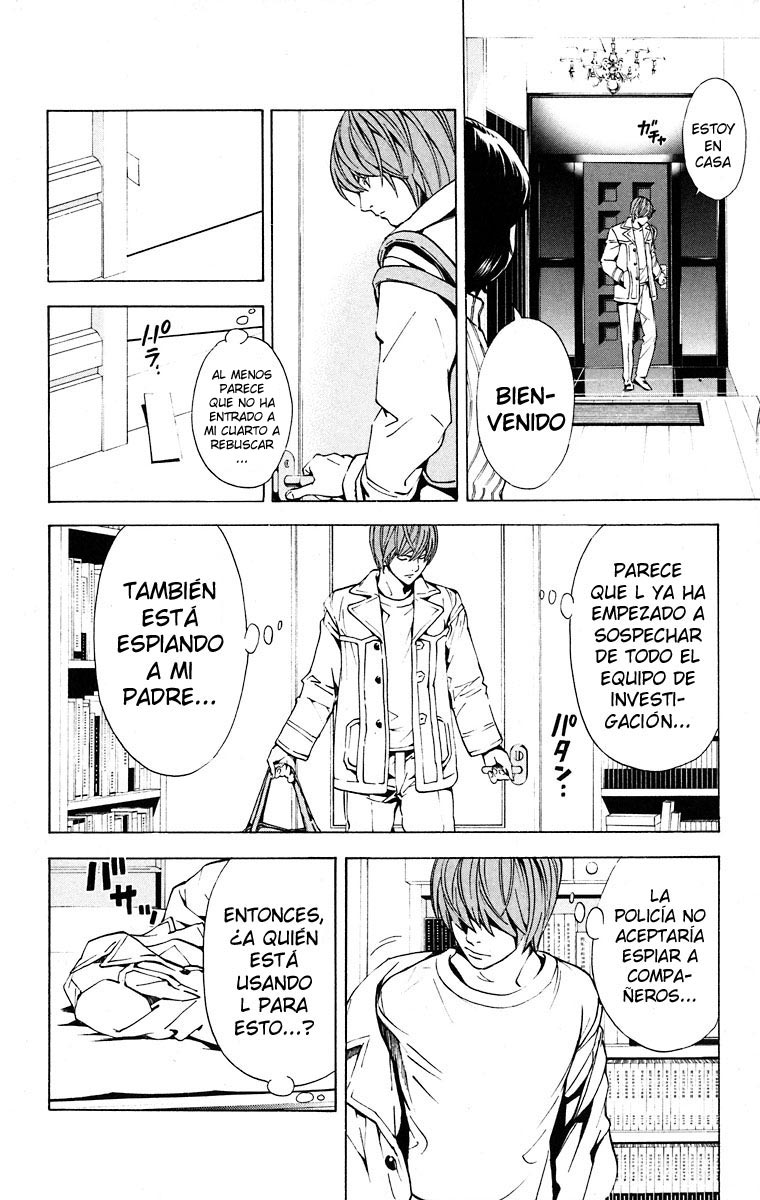 ESTOY
EN
CASA
ガチャ
BIEN-
VENIDO
AL MENOS
PARECE
QUE NO HA
ENTRADO A
MI CUARTO A
REBUSCAR
...
パラ.
PARECE
QUE L YA HA
EMPEZADO A
SOSPECHAR
DE TODO EL
EQUIPO DE
INVESTI-
GACIÓN...
パタン.
TAMBIÉN
ESTÁ
ESPIANDO
A MI
PADRE...
LA
POLICÍA NO
ACEPTARÍA
ESPIAR A
COMPA-
ÑEROS...
ENTONCES,
¿A QUIÉN
ESTÁ
USANDO
L PARA
ESTO...?
バサッ